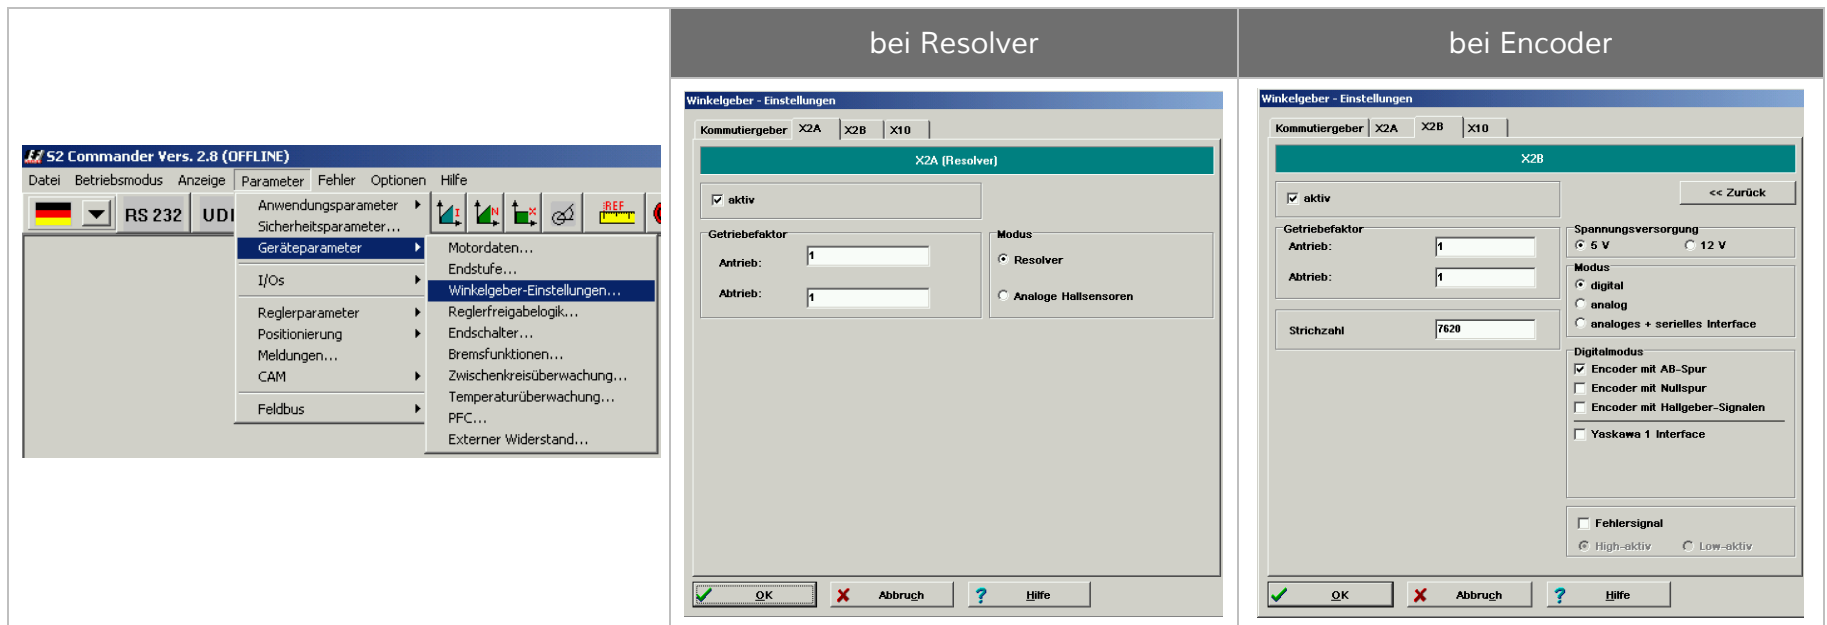 bei Resolver
bei Encoder
S2 Commander Vers. 2.8 (OFFLINE)
Datei Betriebsmodus Anzeige Parameter Fehler Optionen Hilfe
RS 232
Anwendungsparameter
Sicherheitsparameter...
Geräteparameter
I/Os
Reglerparameter
Positionierung
Meldungen...
CAM
Feldbus
Motordaten...
Endstufe...
Winkelgeber-Einstellungen...
Reglerfreigabelogik...
Endschalter...
Bremsfunktionen...
Zwischenkreisüberwachung...
Temperaturüberwachung...
PFC...
Externer Widerstand...
I
N
X
REF
Winkelgeber - Einstellungen
Kommutiergeber X2A X2B X10
X2A (Resolver)
aktiv
Getriebefaktor
Antrieb: 1
Abtrieb: 1
Modus
Resolver
Analoge Hallsensoren
OK Abbruch Hilfe
Winkelgeber - Einstellungen
Kommutiergeber X2A X2B X10
X2B
aktiv
<< Zurück
Getriebefaktor
Antrieb: 1
Abtrieb: 1
Strichzahl 7620
Spannungsversorgung
5 V 12 V
Modus
digital
analog
analoges + serielles Interface
Digitalmodus
Encoder mit AB-Spur
Encoder mit Nullspur
Encoder mit Hallgeber-Signalen
Yaskawa 1 Interface
Fehlersignal
High-aktiv Low-aktiv
OK Abbruch Hilfe